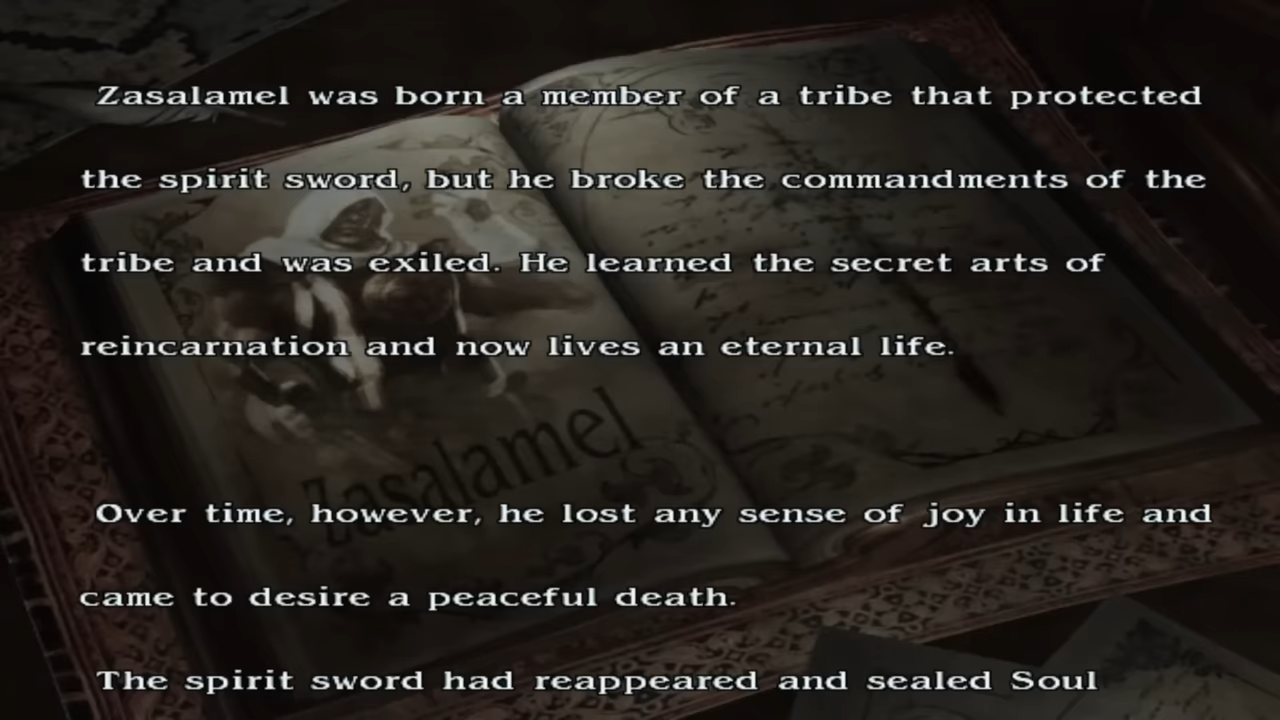 Zasalamel was born a member of a tribe that protected
the spirit sword, but he broke the commandments of the
tribe and was exiled. He learned the secret arts of
reincarnation and now lives an eternal life.
Zasalamel
Over time, however, he lost any sense of joy in life and
came to desire a peaceful death.
The spirit sword had reappeared and sealed Soul